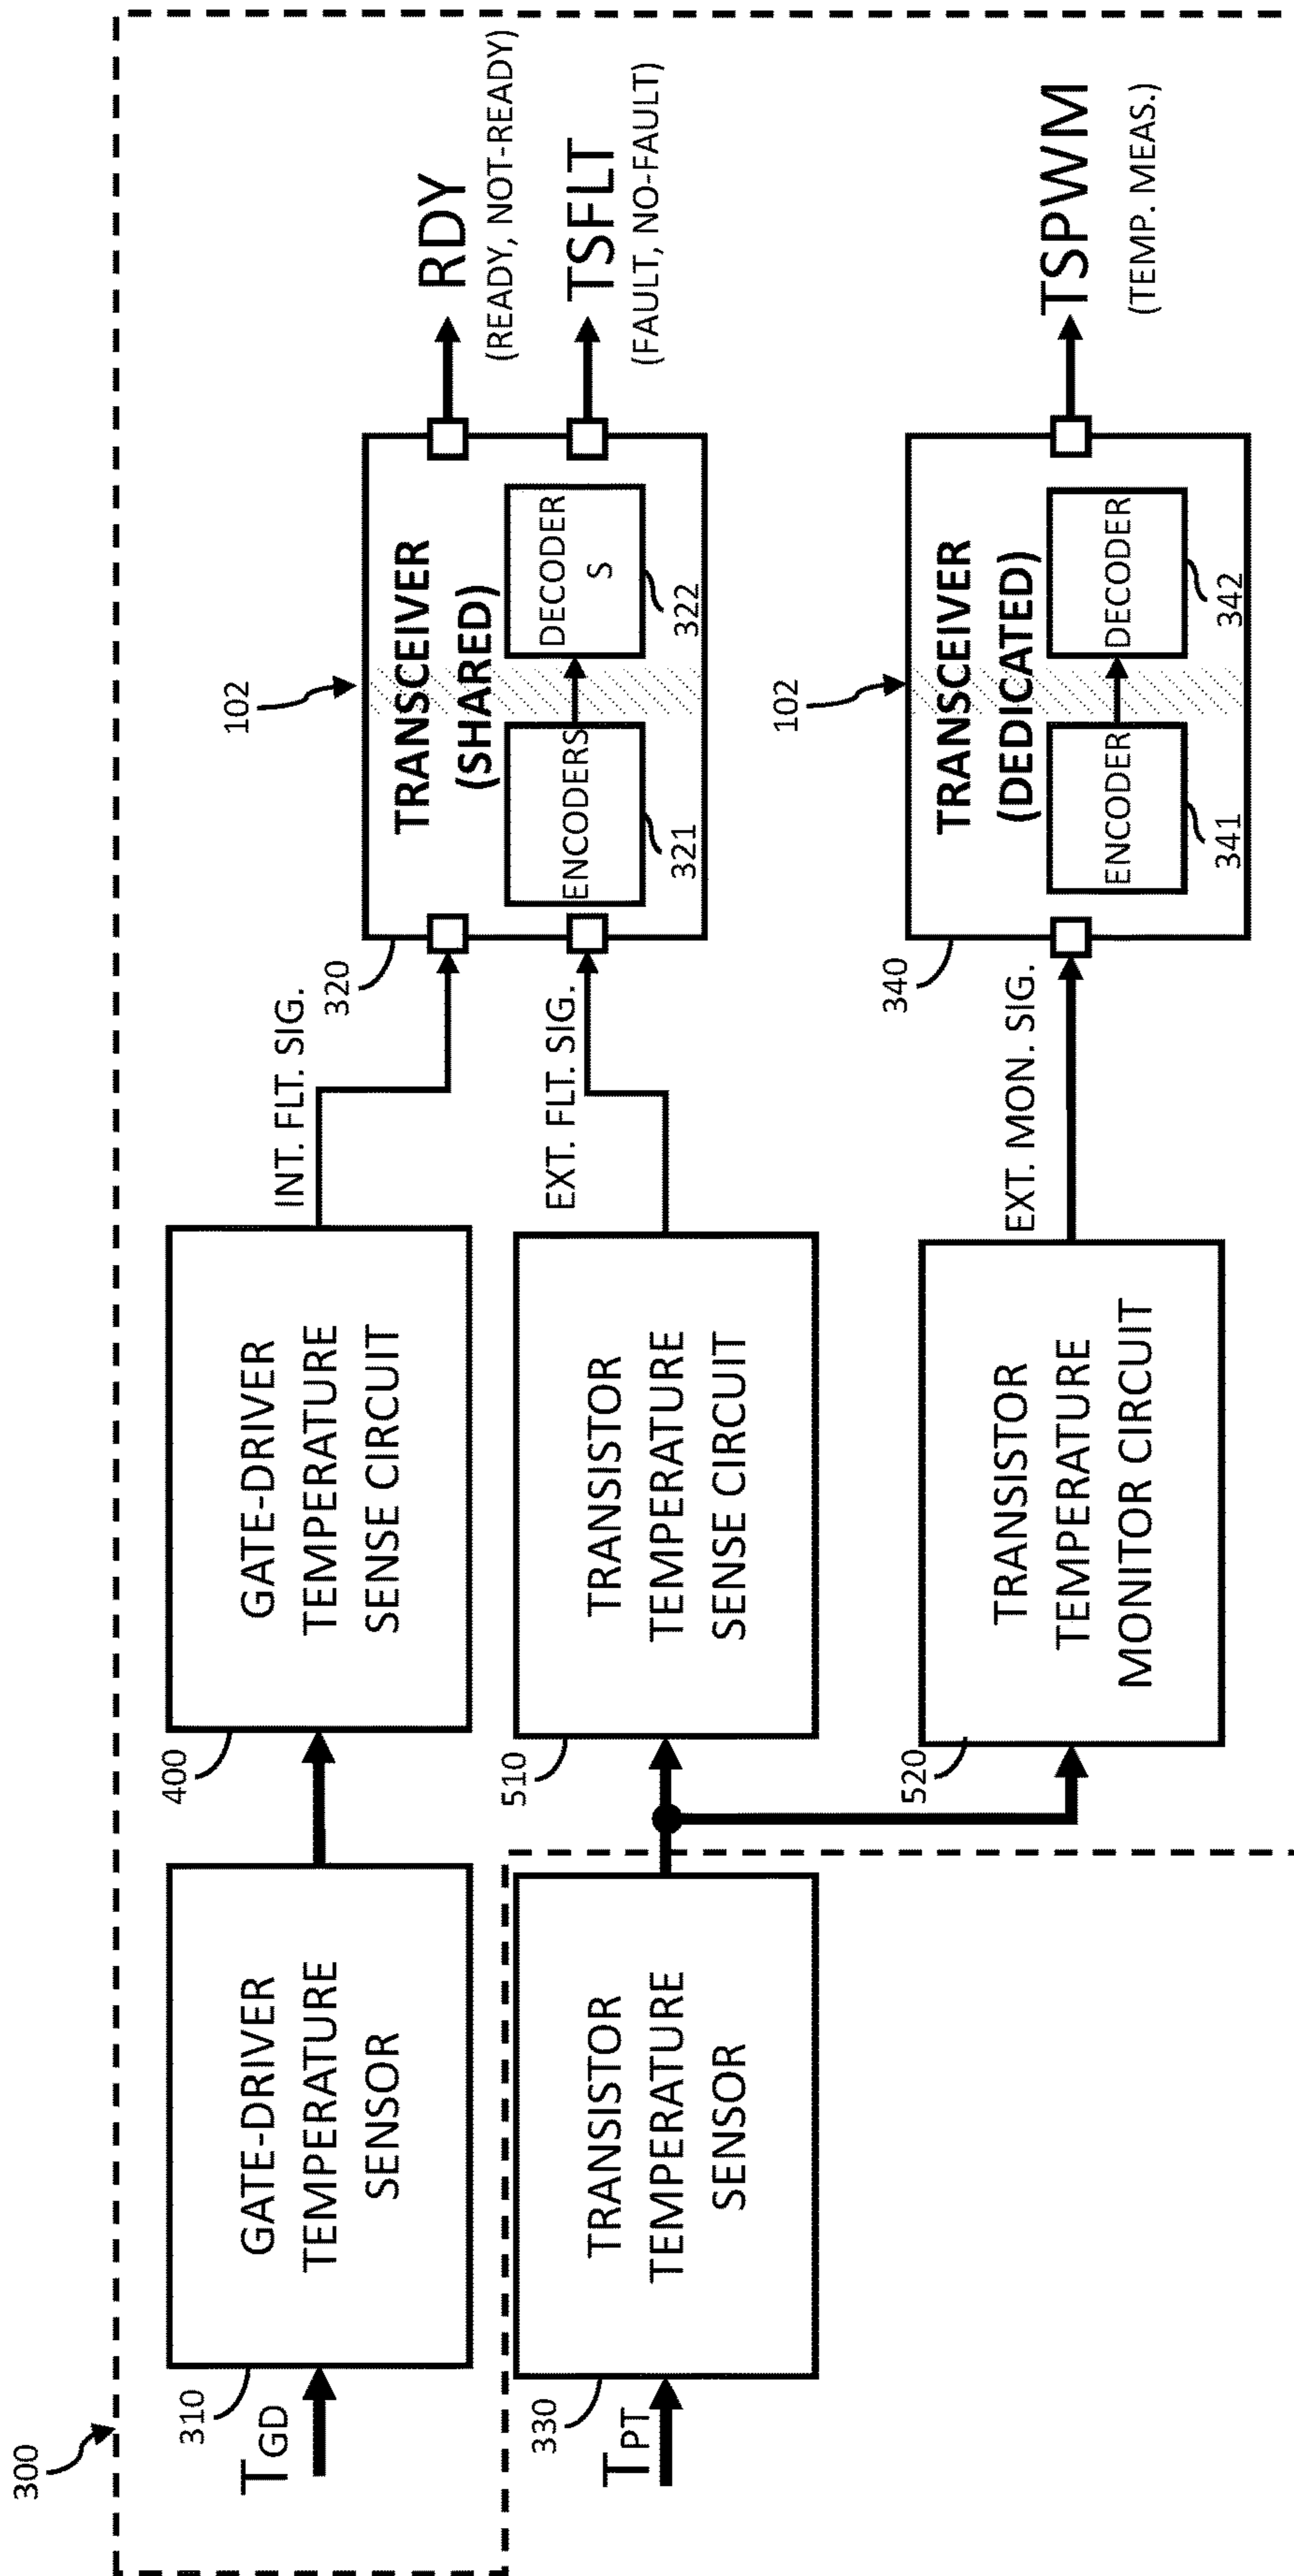 300
310
T GD
GATE-DRIVER
TEMPERATURE
SENSOR
400
GATE-DRIVER
TEMPERATURE
SENSE CIRCUIT
INT. FLT. SIG.
320
102
TRANSCEIVER
(SHARED)
ENCODERS
321
DECODER
S
322
RDY
(READY, NOT-READY)
TSFLT
(FAULT, NO-FAULT)
330
T PT
TRANSISTOR
TEMPERATURE
SENSOR
510
TRANSISTOR
TEMPERATURE
SENSE CIRCUIT
EXT. FLT. SIG.
520
TRANSISTOR
TEMPERATURE
MONITOR CIRCUIT
EXT. MON. SIG.
340
102
TRANSCEIVER
(DEDICATED)
ENCODER
341
DECODER
342
TSPWM
(TEMP. MEAS.)